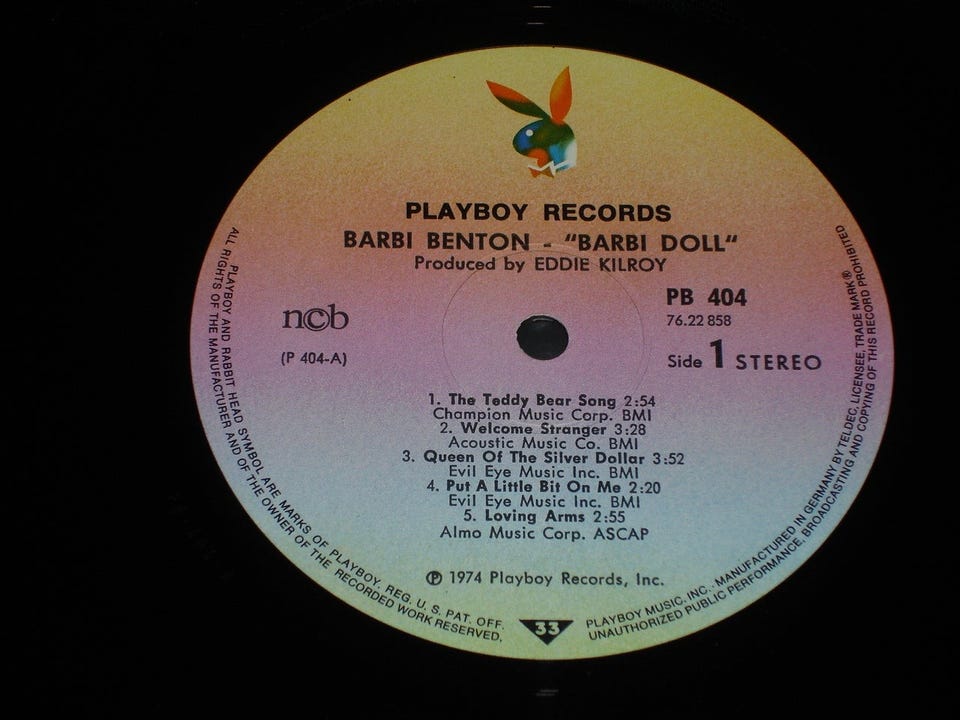 PLAYBOY RECORDS
BARBI BENTON - "BARBI DOLL"
Produced by EDDIE KILROY
ncb
(P 404-A)
PB 404
76.22 858
Side 1 STEREO
1. The Teddy Bear Song 2:54
Champion Music Corp. BMI
2. Welcome Stranger 3:28
Acoustic Music Co. BMI
3. Queen Of The Silver Dollar 3:52
Evil Eye Music Inc. BMI
4. Put A Little Bit On Me 2:20
Evil Eye Music Inc. BMI
5. Loving Arms 2:55
Almo Music Corp. ASCAP
℗ 1974 Playboy Records, Inc.
33
PLAYBOY AND RABBIT HEAD SYMBOL ARE MARKS OF PLAYBOY. REG. U. S. PAT. OFF.
ALL RIGHTS OF THE MANUFACTURER AND OF THE OWNER OF THE RECORDED WORK RESERVED,
PLAYBOY MUSIC. INC. · MANUFACTURED IN GERMANY BY TELDEC, LICENSEE, TRADE MARK®
UNAUTHORIZED PUBLIC PERFORMANCE, BROADCASTING AND COPYING OF THIS RECORD PROHIBITED